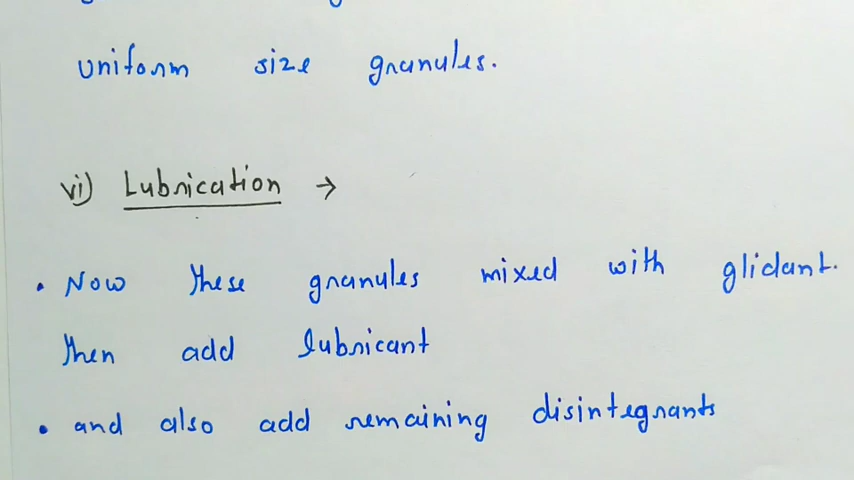 uniform size granules.
vi) Lubrication →
• Now these granules mixed with glidant.
then add lubricant
• and also add remaining disintegrants